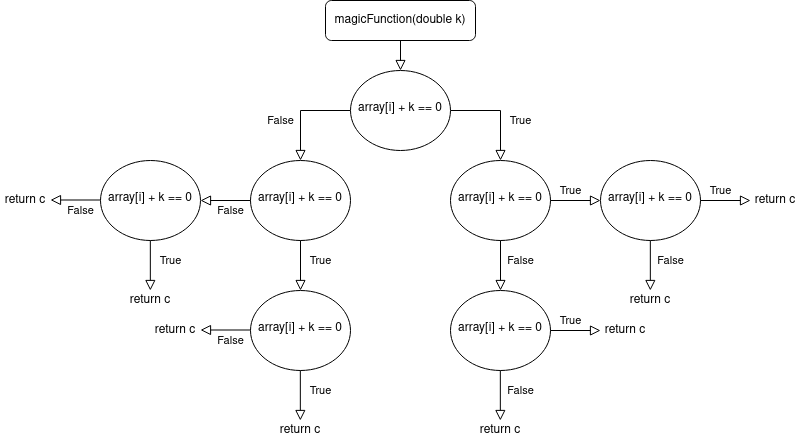 magicFunction(double k)
array[i] + k == 0
False
True
return c
False
array[i] + k == 0
False
array[i] + k == 0
array[i] + k == 0
True
array[i] + k == 0
True
return c
True
True
False
False
return c
return c
return c
False
array[i] + k == 0
array[i] + k == 0
True
return c
True
False
return c
return c